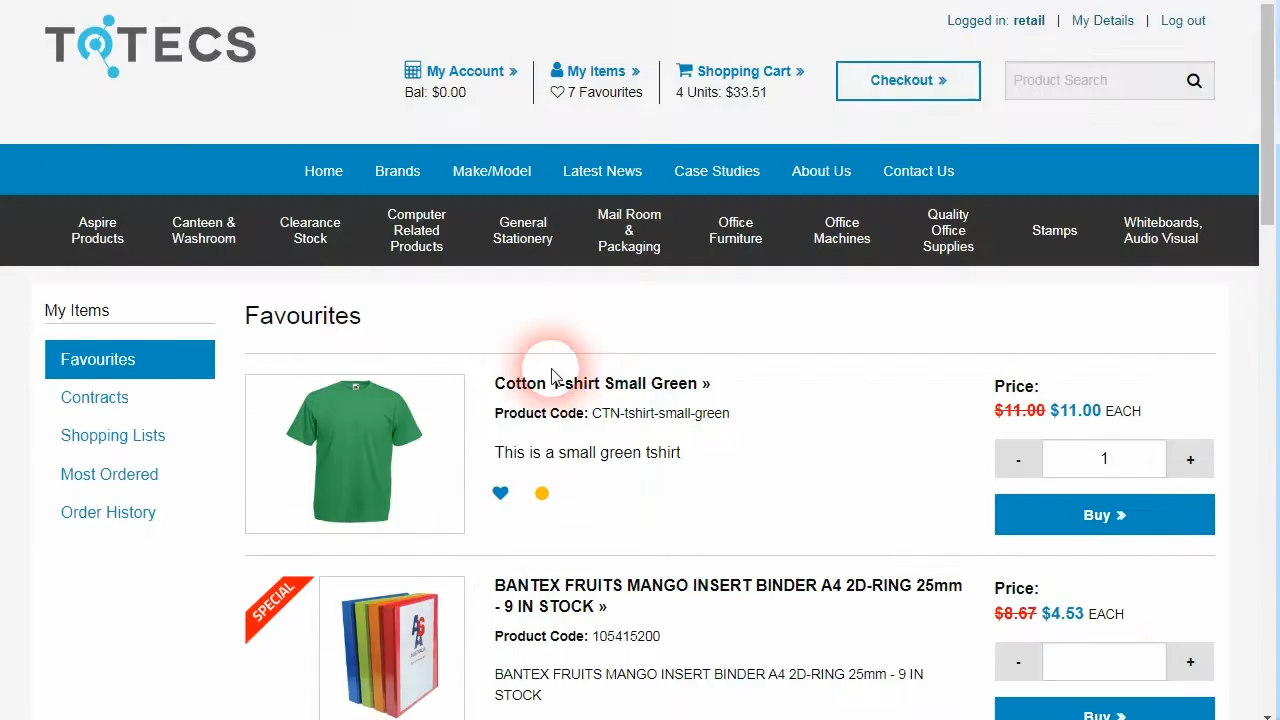 Logged in: retail | My Details | Log out
TOTECS
My Account »
Bal: $0.00
My Items »
7 Favourites
Shopping Cart »
4 Units: $33.51
Checkout »
Product Search
Home Brands Make/Model Latest News Case Studies About Us Contact Us
Aspire Products
Canteen & Washroom
Clearance Stock
Computer Related Products
General Stationery
Mail Room & Packaging
Office Furniture
Office Machines
Quality Office Supplies
Stamps
Whiteboards, Audio Visual
My Items
Favourites
Contracts
Shopping Lists
Most Ordered
Order History
Favourites
Cotton T-shirt Small Green »
Product Code: CTN-tshirt-small-green
This is a small green tshirt
Price:
$11.00 $11.00 EACH
- 1 +
Buy »
SPECIAL
BANTEX FRUITS MANGO INSERT BINDER A4 2D-RING 25mm
- 9 IN STOCK »
Product Code: 105415200
BANTEX FRUITS MANGO INSERT BINDER A4 2D-RING 25mm - 9 IN
STOCK
Price:
$8.67 $4.53 EACH
- +
Buy »